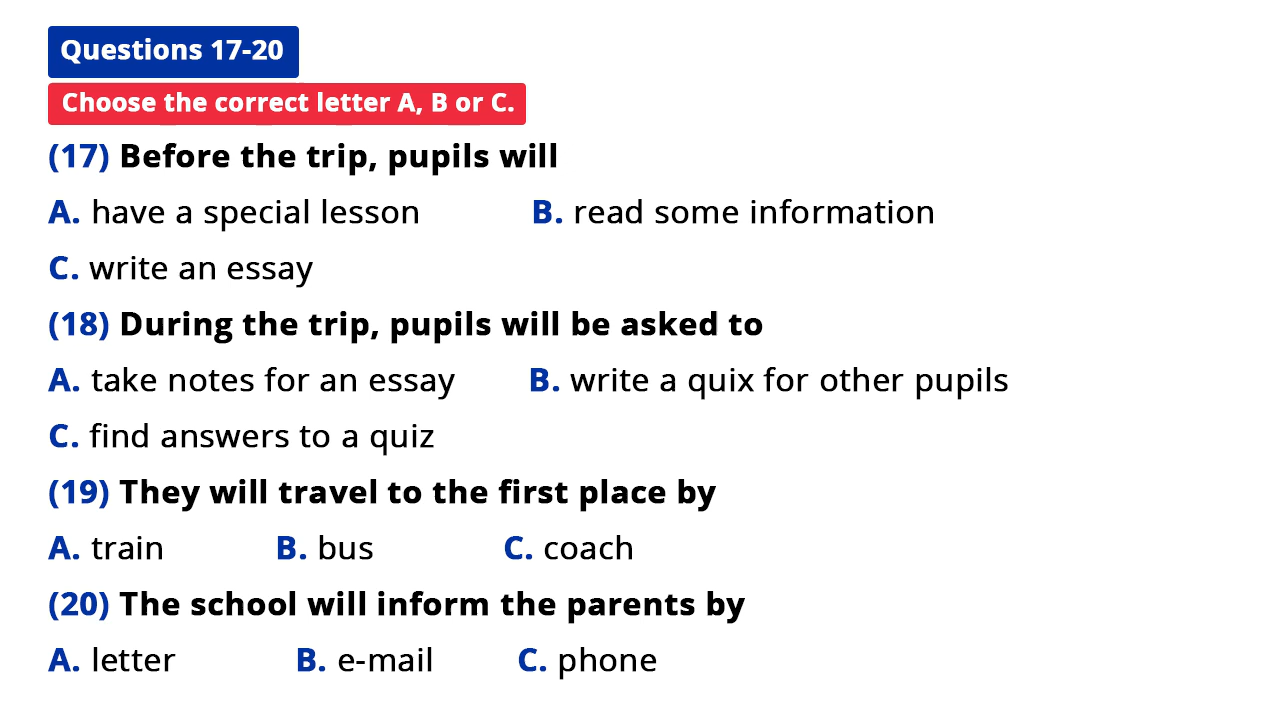 Questions 17-20
Choose the correct letter A, B or C.
(17) Before the trip, pupils will
A. have a special lesson B. read some information
C. write an essay
(18) During the trip, pupils will be asked to
A. take notes for an essay B. write a quix for other pupils
C. find answers to a quiz
(19) They will travel to the first place by
A. train B. bus C. coach
(20) The school will inform the parents by
A. letter B. e-mail C. phone